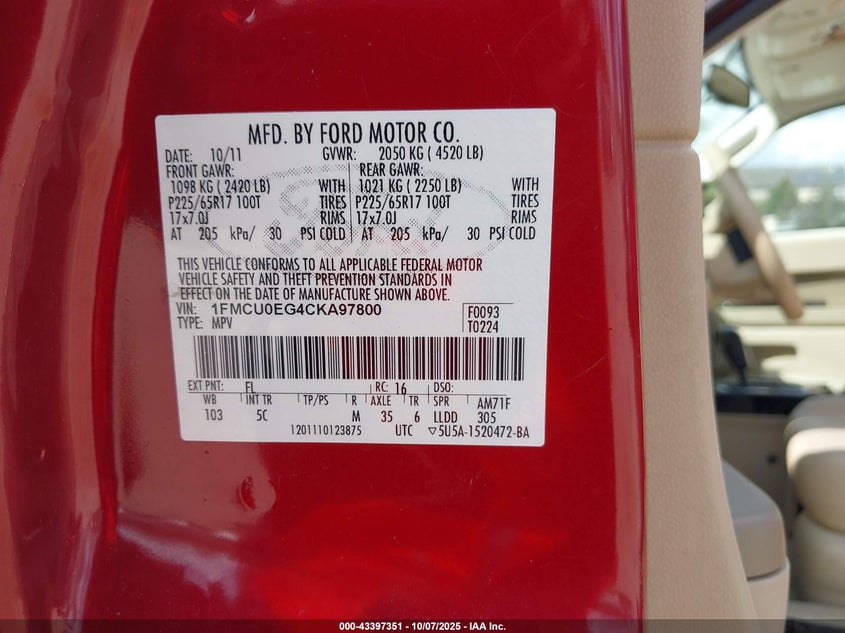 MFD. BY FORD MOTOR CO.
DATE: 10/11 GVWR: 2050 KG ( 4520 LB)
FRONT GAWR: REAR GAWR:
1098 KG ( 2420 LB) WITH 1021 KG ( 2250 LB) WITH
P225/65R17 100T TIRES P225/65R17 100T TIRES
17x7.0J RIMS 17x7.0J RIMS
AT 205 kPa/ 30 PSI COLD AT 205 kPa/ 30 PSI COLD
THIS VEHICLE CONFORMS TO ALL APPLICABLE FEDERAL MOTOR
VEHICLE SAFETY AND THEFT PREVENTION STANDARDS IN
EFFECT ON THE DATE OF MANUFACTURE SHOWN ABOVE.
VIN: 1FMCU0EG4CKA97800 F0093
TYPE: MPV T0224
EXT PNT: FL RC: 16 DSO:
WB INT TR TP/PS R AXLE TR SPR AM71F
103 5C M 35 6 LLDD 305
1201110123875 UTC ▽5U5A-1520472-BA
000-43397351 - 10/07/2025 - IAA Inc.